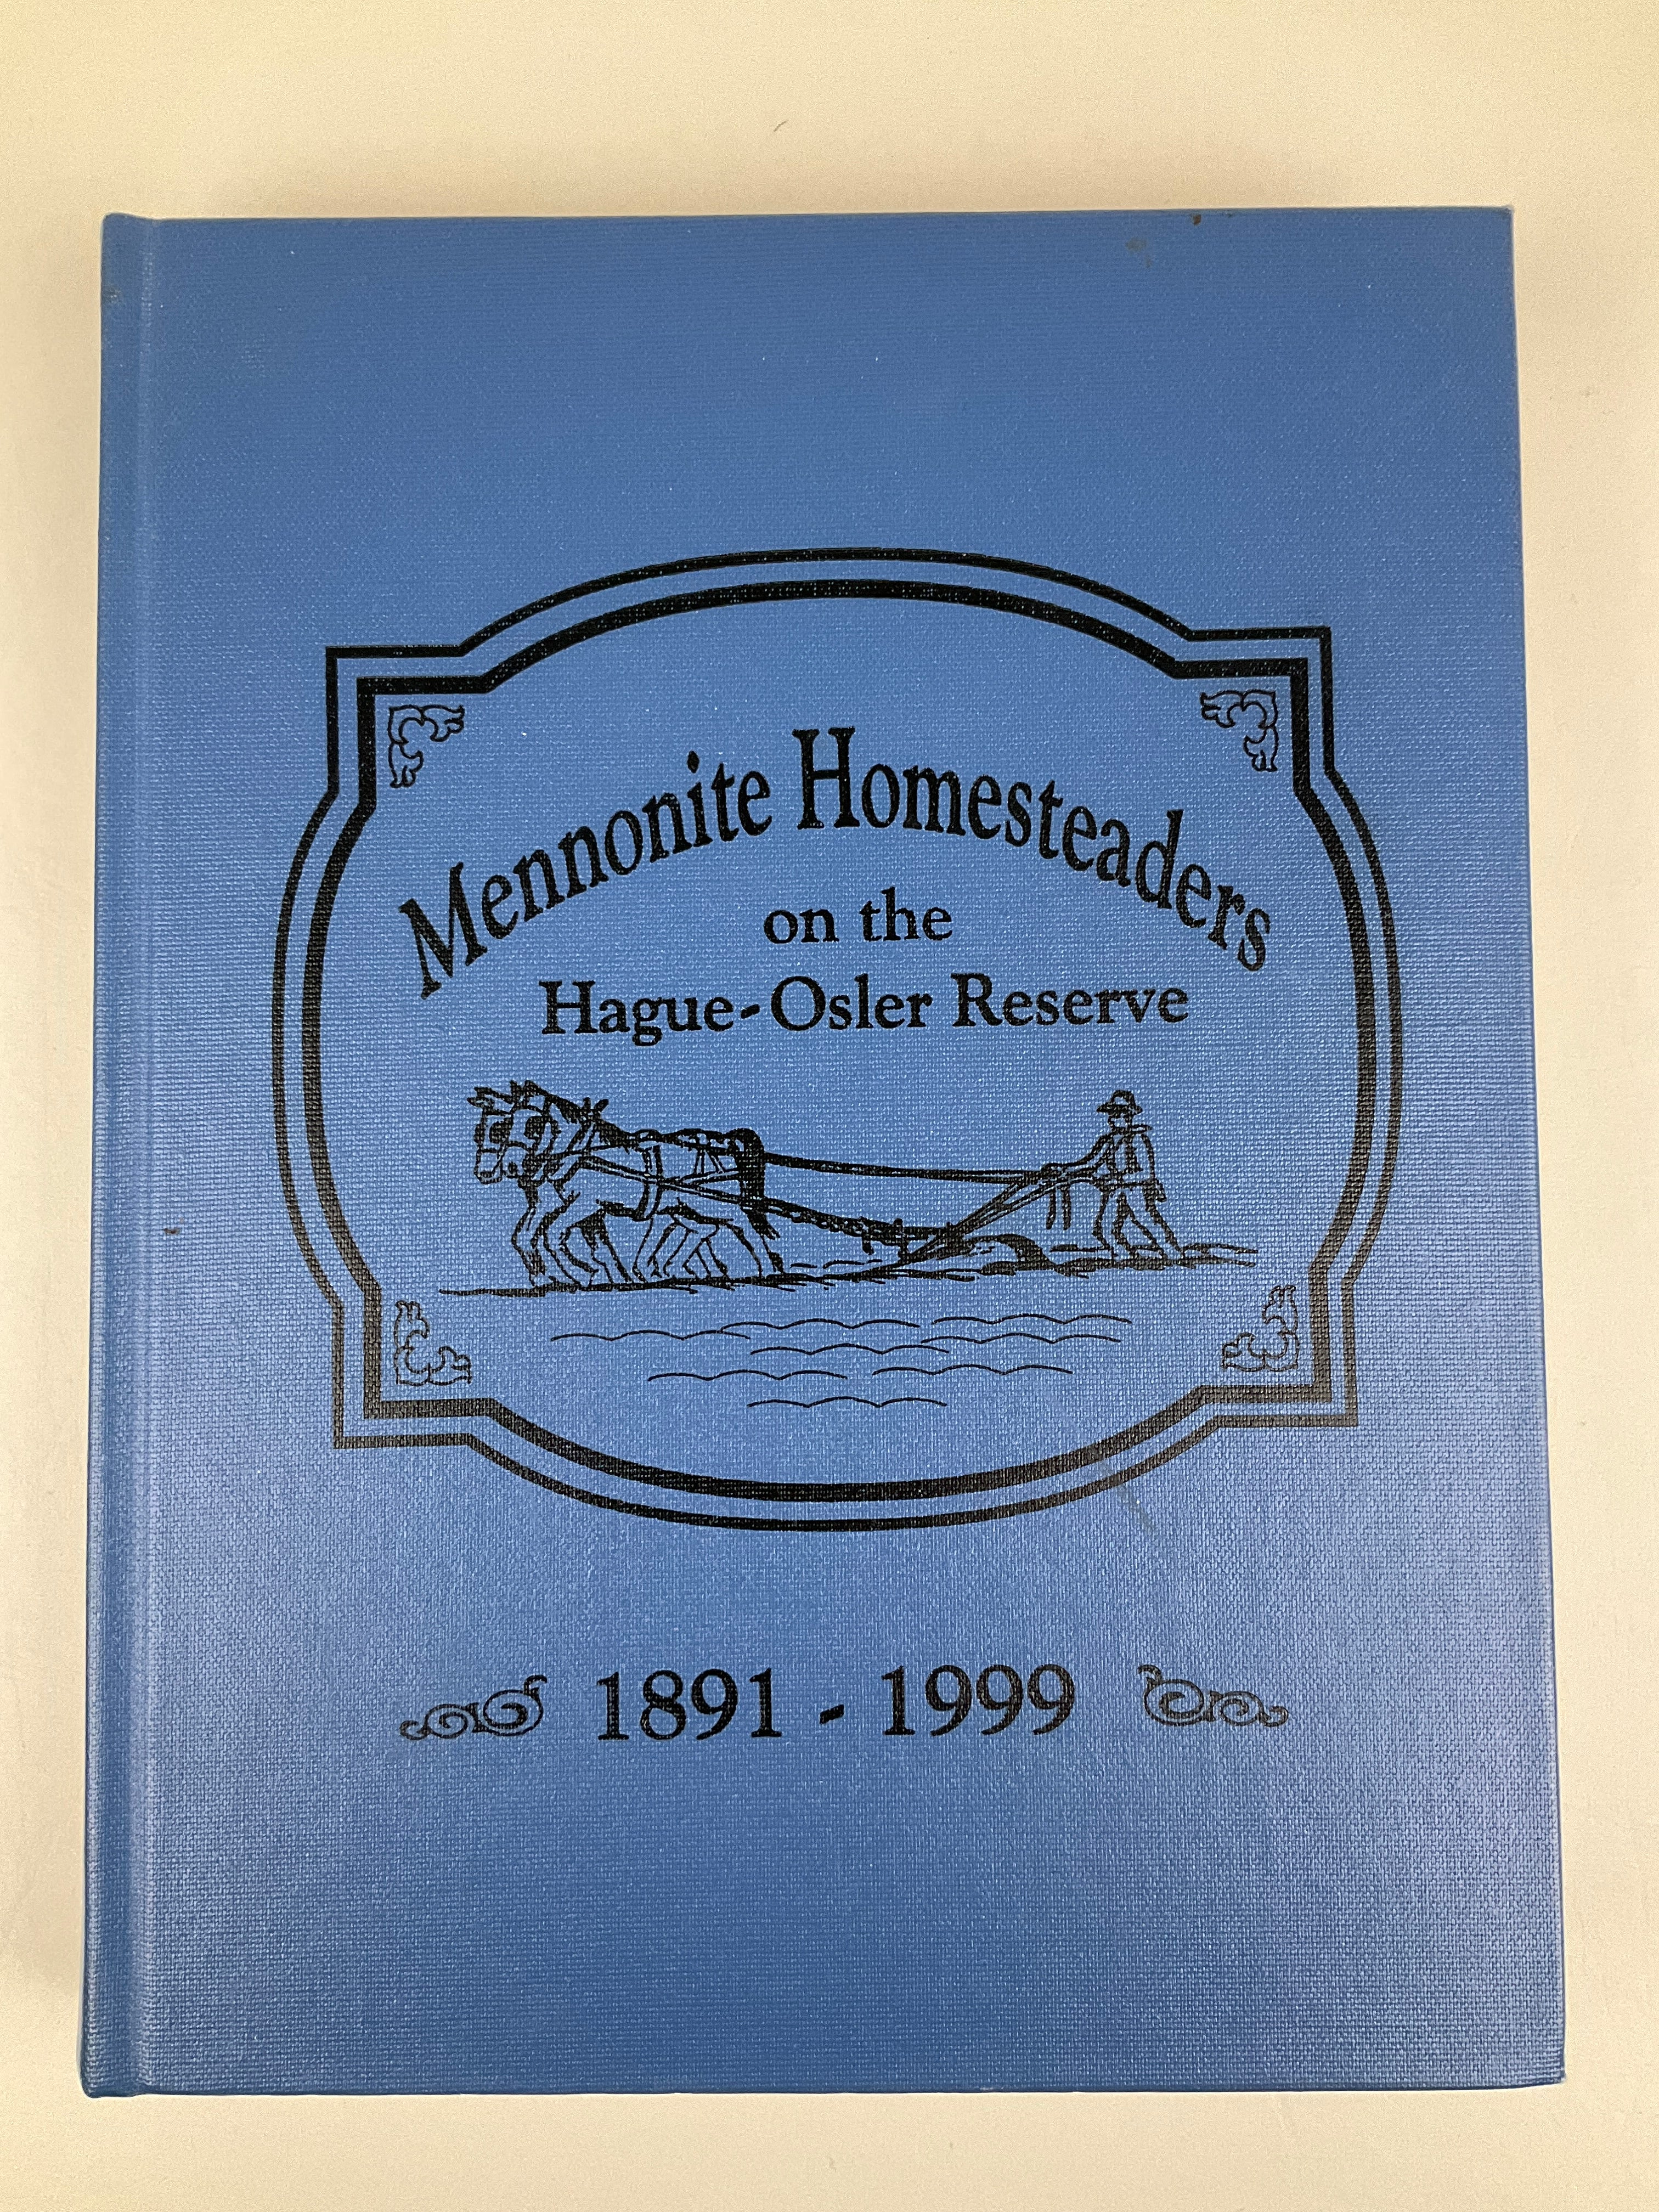 Mennonite Homesteaders
on the
Hague-Osler Reserve
1891 - 1999